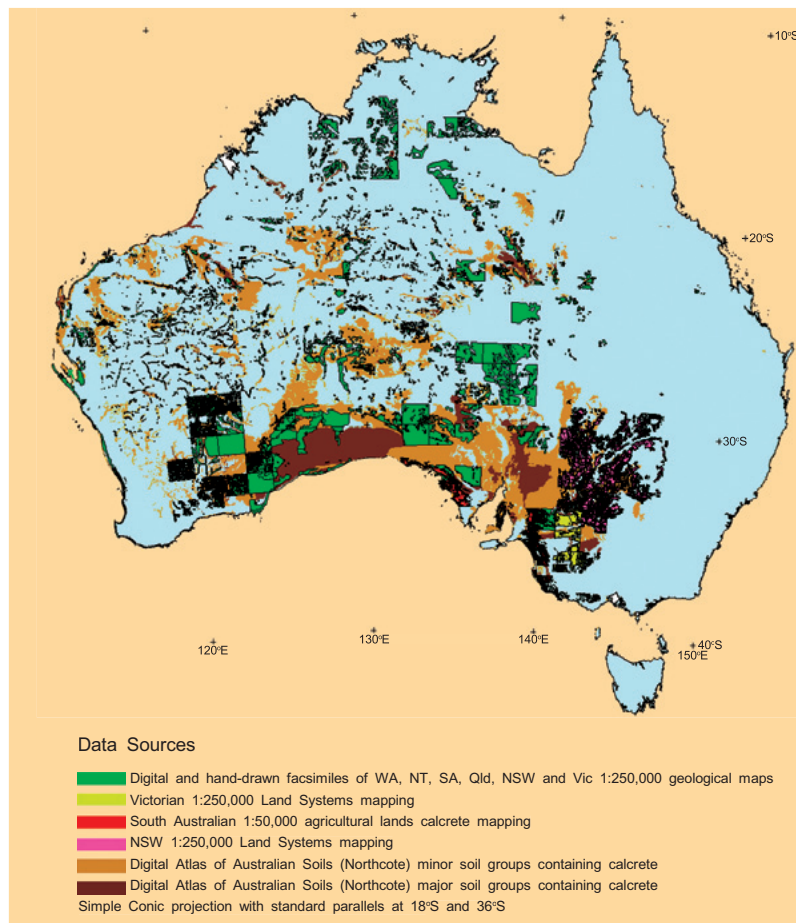 10°S
20°S
30°S
120°E
130°E
140°E
150°E
40°S
Data Sources
Digital and hand-drawn facsimiles of WA, NT, SA, Qld, NSW and Vic 1:250,000 geological maps
Victorian 1:250,000 Land Systems mapping
South Australian 1:50,000 agricultural lands calcrete mapping
NSW 1:250,000 Land Systems mapping
Digital Atlas of Australian Soils (Northcote) minor soil groups containing calcrete
Digital Atlas of Australian Soils (Northcote) major soil groups containing calcrete
Simple Conic projection with standard parallels at 18°S and 36°S